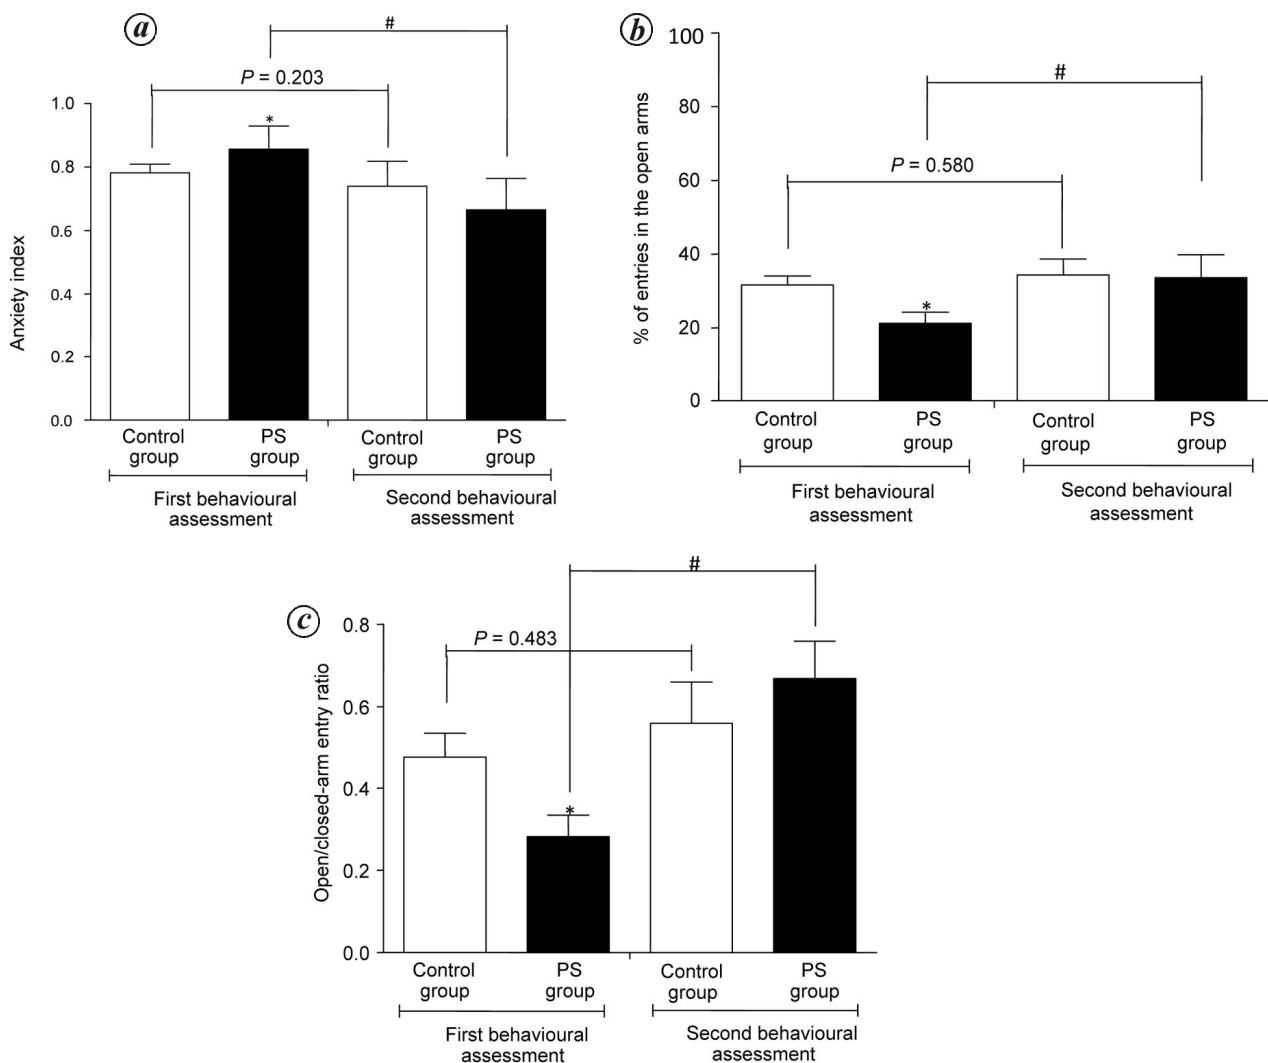 a
#
P = 0.203
*
1.0
0.8
0.6
0.4
0.2
0.0
Anxiety index
Control group
PS group
Control group
PS group
First behavioural assessment
Second behavioural assessment
b
#
P = 0.580
*
100
80
60
40
20
0
% of entries in the open arms
Control group
PS group
Control group
PS group
First behavioural assessment
Second behavioural assessment
c
#
P = 0.483
*
0.8
0.6
0.4
0.2
0.0
Open/closed-arm entry ratio
Control group
PS group
Control group
PS group
First behavioural assessment
Second behavioural assessment